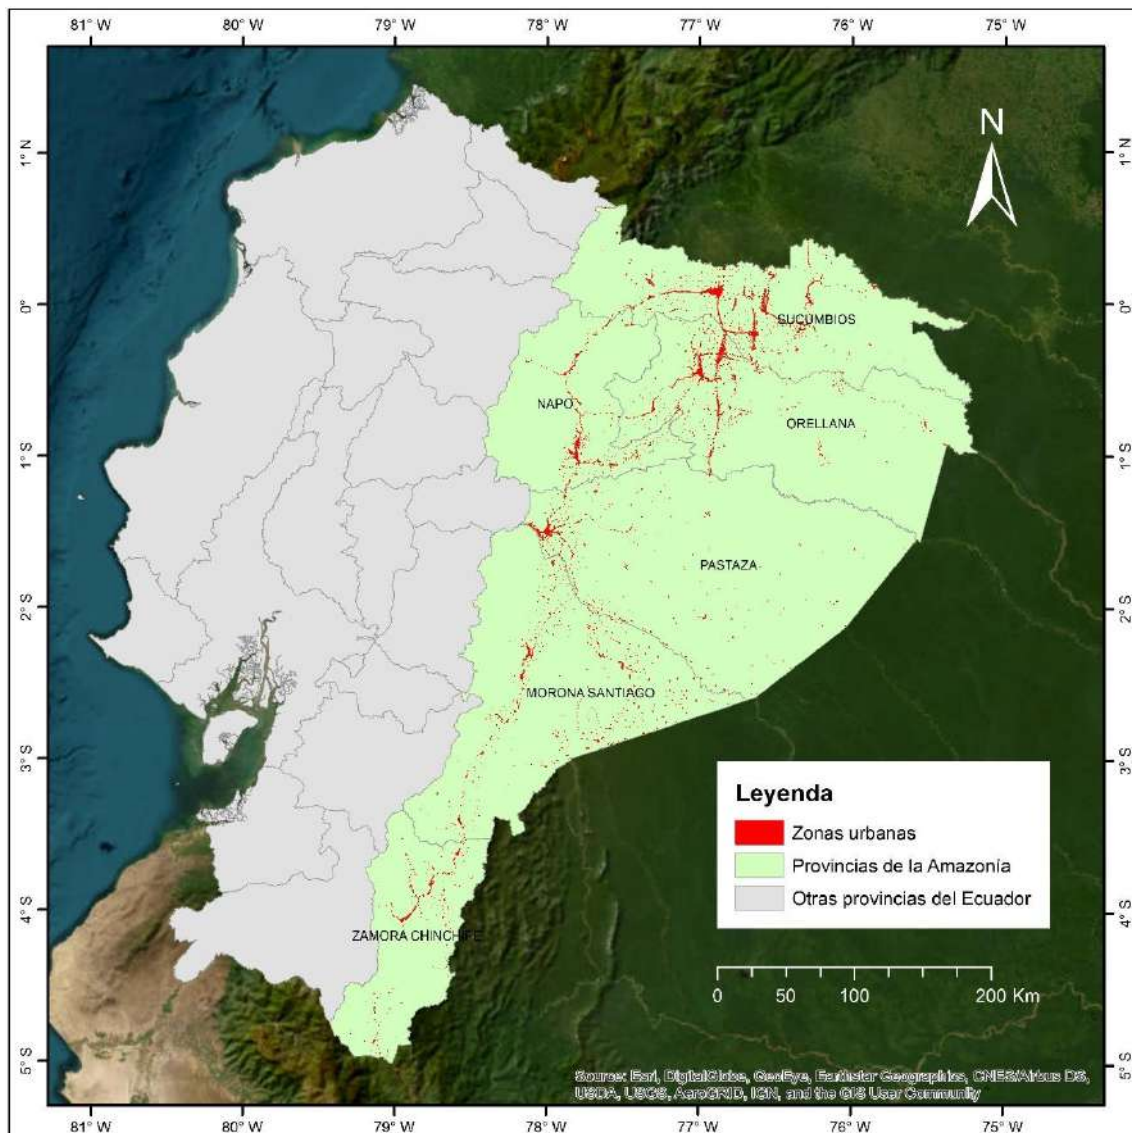 81° W 80° W 79° W 78° W 77° W 76° W 75° W
N
1° N 1° N
0° 0°
SUCUMBIOS
NAPO
ORELLANA
1° S 1° S
PASTAZA
2° S 2° S
MORONA SANTIAGO
3° S 3° S
Leyenda
Zonas urbanas
Provincias de la Amazonía
Otras provincias del Ecuador
4° S 4° S
ZAMORA CHINCHIPE
0 50 100 200 Km
5° S 5° S
Source: Esri, DigitalGlobe, GeoEye, Earthstar Geographics, CNES/Airbus DS,
USDA, USGS, AeroGRID, IGN, and the GIS User Community
81° W 80° W 79° W 78° W 77° W 76° W 75° W